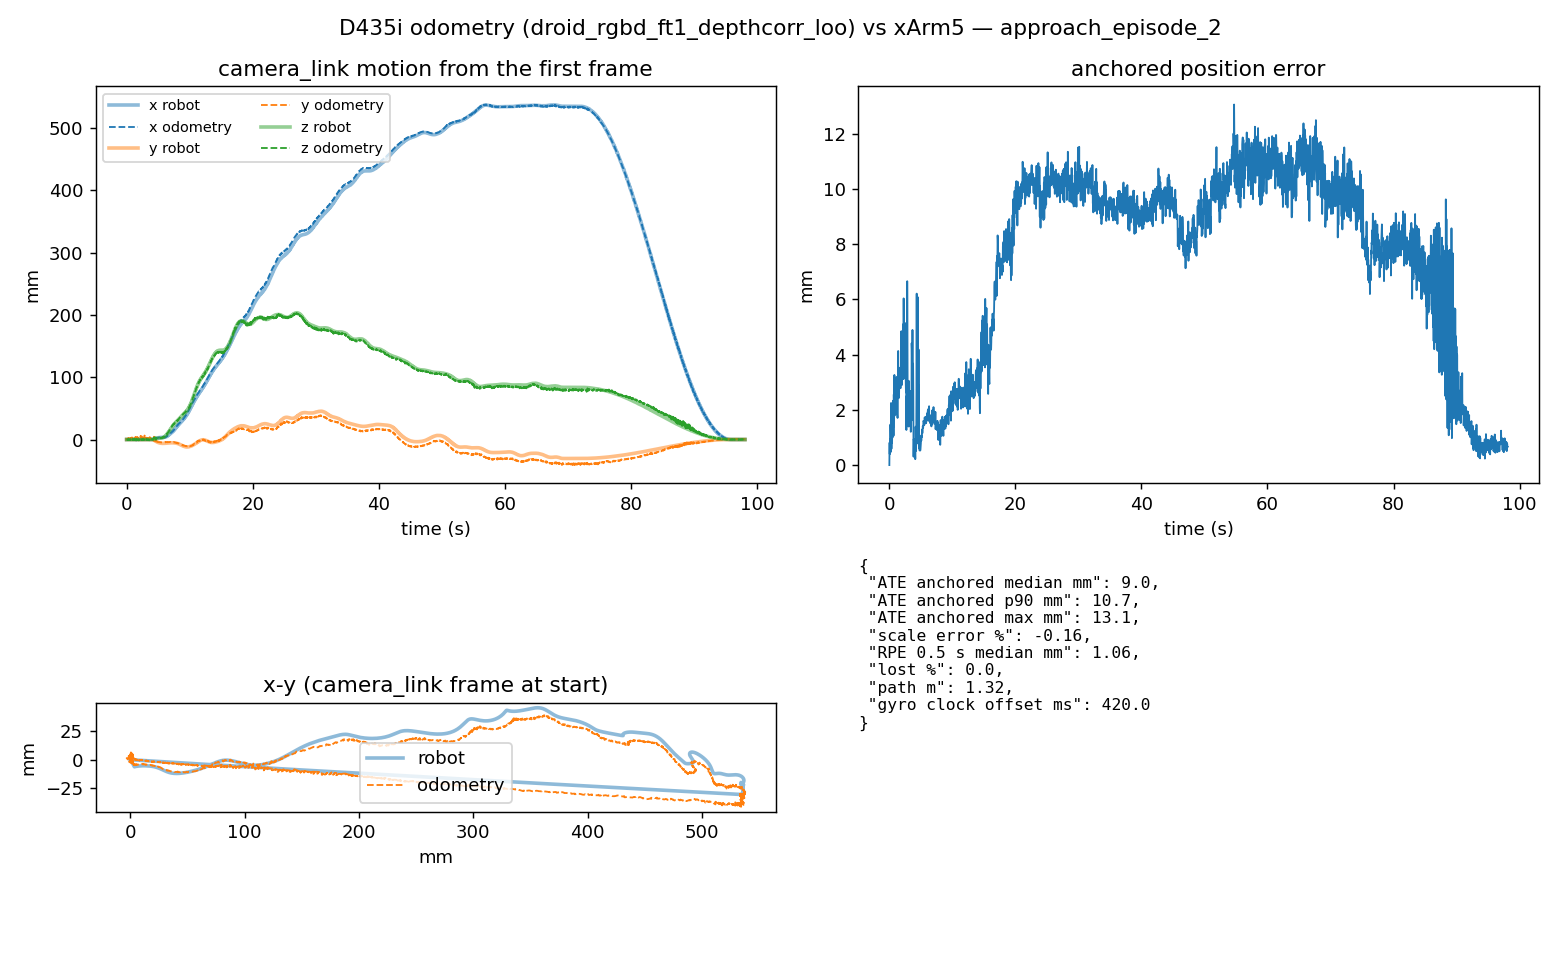 D435i odometry (droid_rgbd_ft1_depthcorr_loo) vs xArm5 — approach_episode_2
camera_link motion from the first frame
x robot
x odometry
y robot
y odometry
z robot
z odometry
500
400
300
200
100
0
mm
0 20 40 60 80 100
time (s)
anchored position error
12
10
8
6
4
2
0
mm
0 20 40 60 80 100
time (s)
x-y (camera_link frame at start)
25
0
−25
mm
robot
odometry
0 100 200 300 400 500
mm
{
"ATE anchored median mm": 9.0,
"ATE anchored p90 mm": 10.7,
"ATE anchored max mm": 13.1,
"scale error %": -0.16,
"RPE 0.5 s median mm": 1.06,
"lost %": 0.0,
"path m": 1.32,
"gyro clock offset ms": 420.0
}